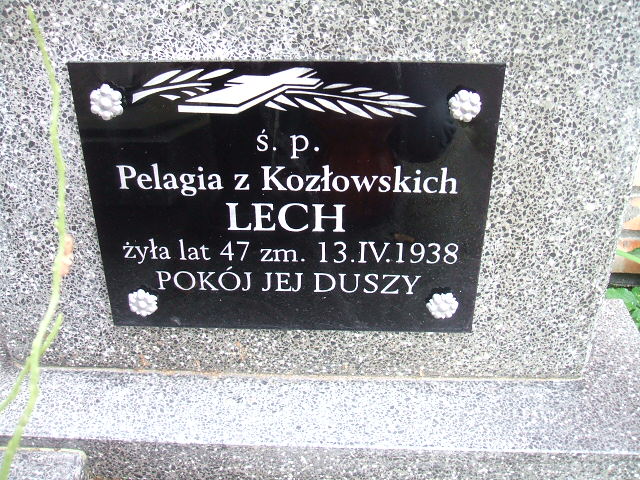 ś. p.
Pelagia z Kozłowskich
LECH
żyła lat 47 zm. 13.IV.1938
POKÓJ JEJ DUSZY